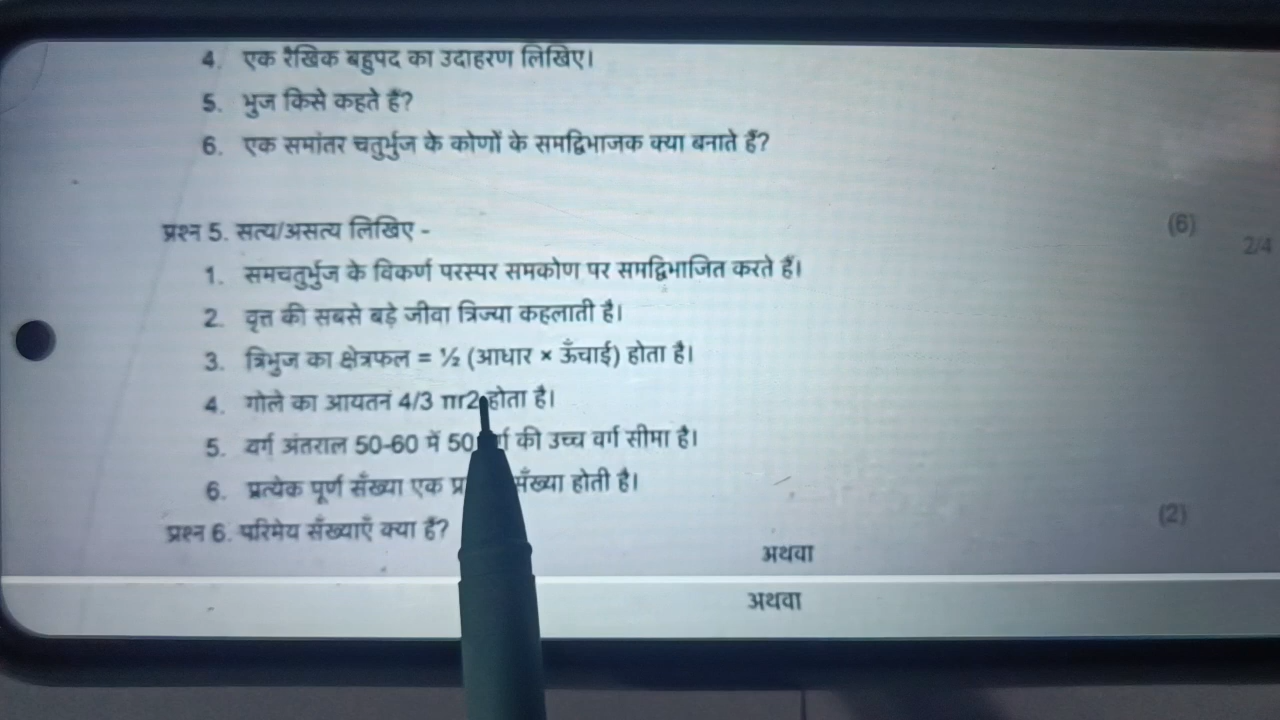 4. एक रैखिक बहुपद का उदाहरण लिखिए।
5. भुज किसे कहते हैं?
6. एक समांतर चतुर्भुज के कोणों के समद्विभाजक क्या बनाते हैं?
प्रश्न 5. सत्य/असत्य लिखिए - (6)
2/4
1. समचतुर्भुज के विकर्ण परस्पर समकोण पर समद्विभाजित करते हैं।
2. वृत्त की सबसे बड़े जीवा त्रिज्या कहलाती है।
3. त्रिभुज का क्षेत्रफल = ½ (आधार × ऊँचाई) होता है।
4. गोले का आयतन 4/3 πr2 होता है।
5. वर्ग अंतराल 50-60 में 50 की उच्च वर्ग सीमा है।
6. प्रत्येक पूर्ण सँख्या एक सँख्या होती है।
प्रश्न 6. परिमेय सँख्याएँ क्या हैं? (2)
अथवा
अथवा